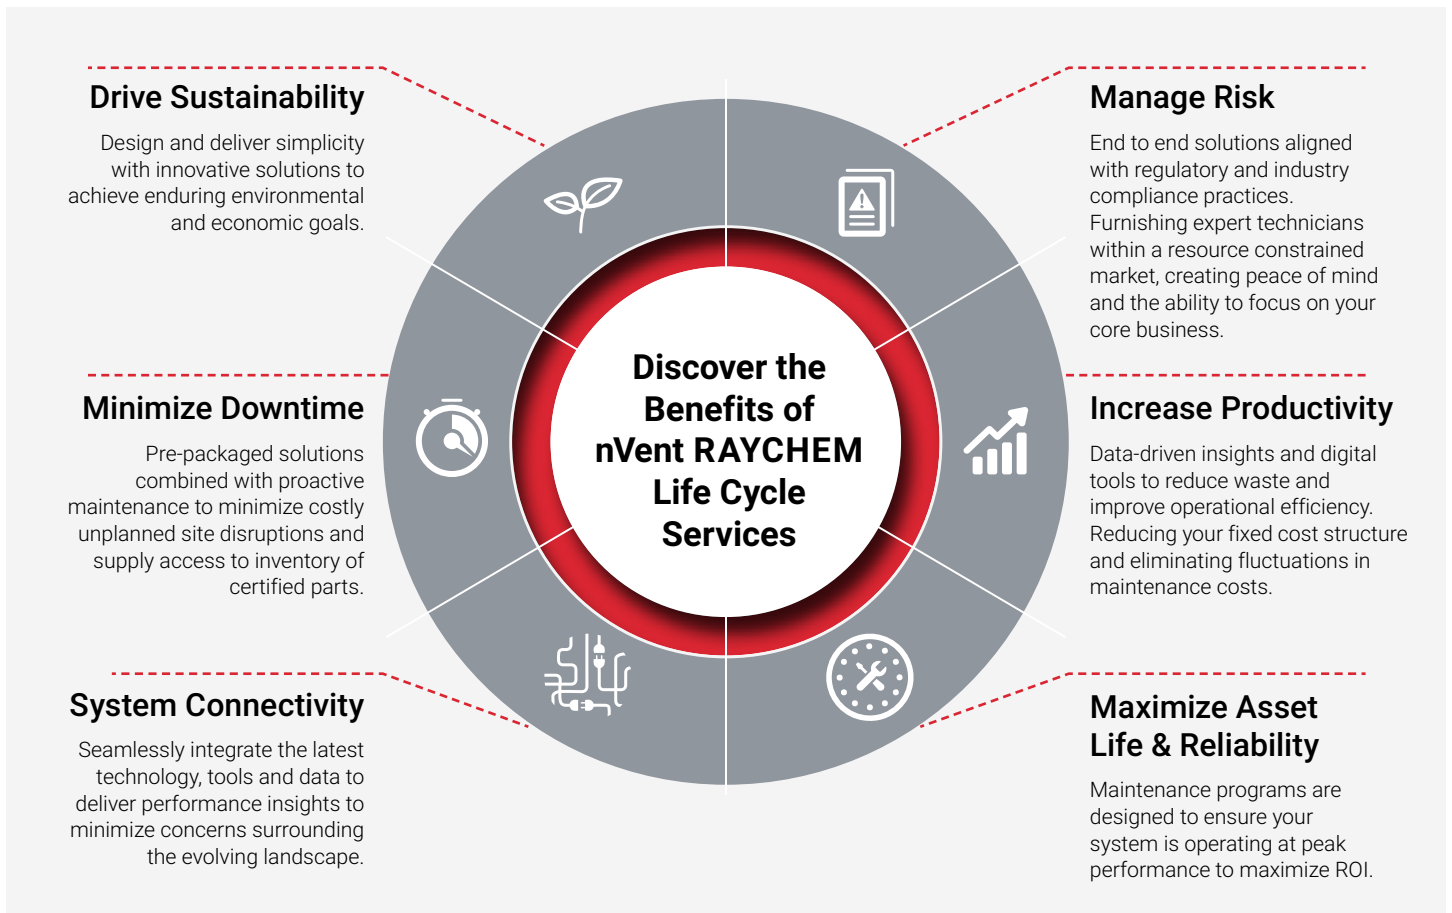 Drive Sustainability
Design and deliver simplicity
with innovative solutions to
achieve enduring environmental
and economic goals.
Minimize Downtime
Pre-packaged solutions
combined with proactive
maintenance to minimize costly
unplanned site disruptions and
supply access to inventory of
certified parts.
System Connectivity
Seamlessly integrate the latest
technology, tools and data to
deliver performance insights to
minimize concerns surrounding
the evolving landscape.
Discover the
Benefits of
nVent RAYCHEM
Life Cycle
Services
Manage Risk
End to end solutions aligned
with regulatory and industry
compliance practices.
Furnishing expert technicians
within a resource constrained
market, creating peace of mind
and the ability to focus on your
core business.
Increase Productivity
Data-driven insights and digital
tools to reduce waste and
improve operational efficiency.
Reducing your fixed cost structure
and eliminating fluctuations in
maintenance costs.
Maximize Asset
Life & Reliability
Maintenance programs are
designed to ensure your
system is operating at peak
performance to maximize ROI.